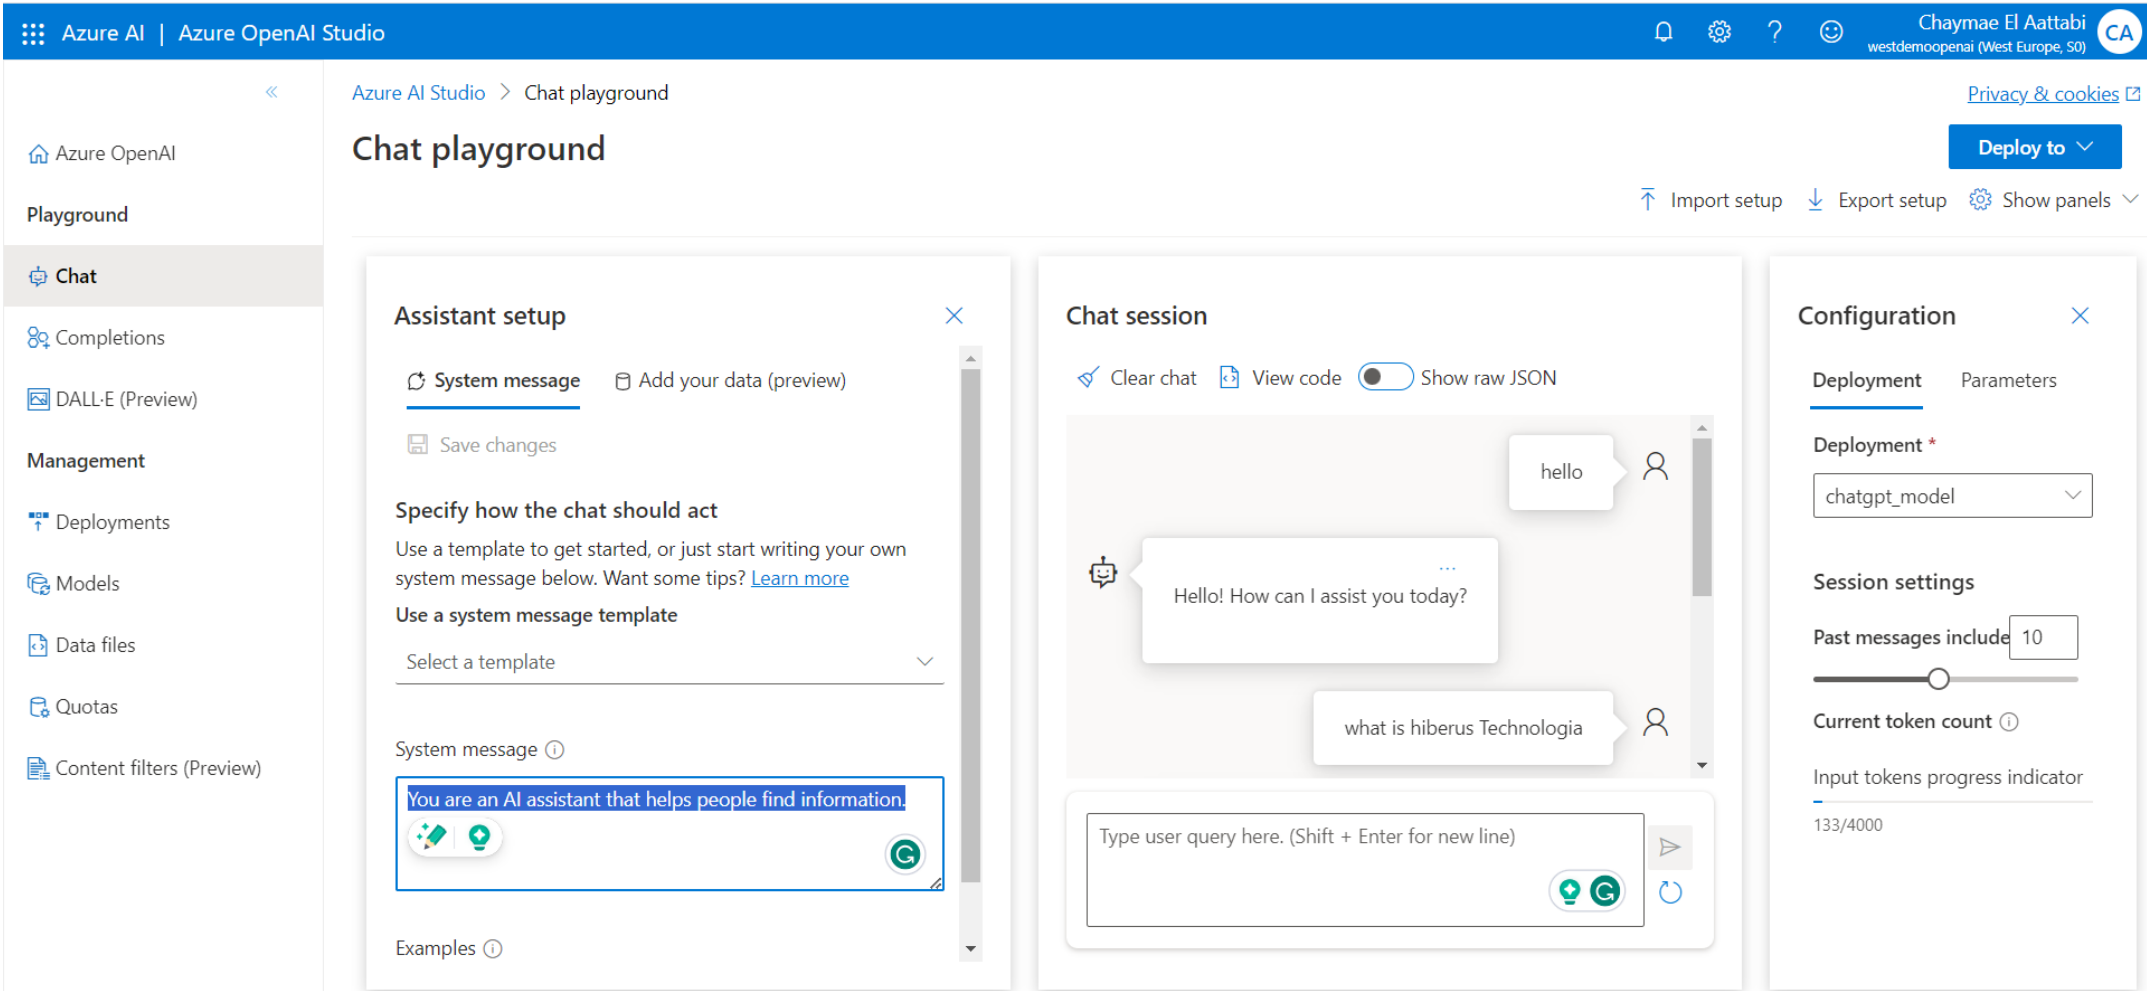 Azure AI | Azure OpenAI Studio
Chaymae El Aattabi
westdemoopenai (West Europe, S0)
CA
Azure AI Studio > Chat playground
Privacy & cookies
Chat playground
Deploy to
Import setup
Export setup
Show panels
Azure OpenAI
Playground
Chat
Completions
DALL·E (Preview)
Management
Deployments
Models
Data files
Quotas
Content filters (Preview)
Assistant setup
System message
Add your data (preview)
Save changes
Specify how the chat should act
Use a template to get started, or just start writing your own
system message below. Want some tips? Learn more
Use a system message template
Select a template
System message
You are an AI assistant that helps people find information.
Examples
Chat session
Clear chat
View code
Show raw JSON
hello
...
Hello! How can I assist you today?
what is hiberus Technologia
Type user query here. (Shift + Enter for new line)
Configuration
Deployment
Parameters
Deployment *
chatgpt_model
Session settings
Past messages include
10
Current token count
Input tokens progress indicator
133/4000